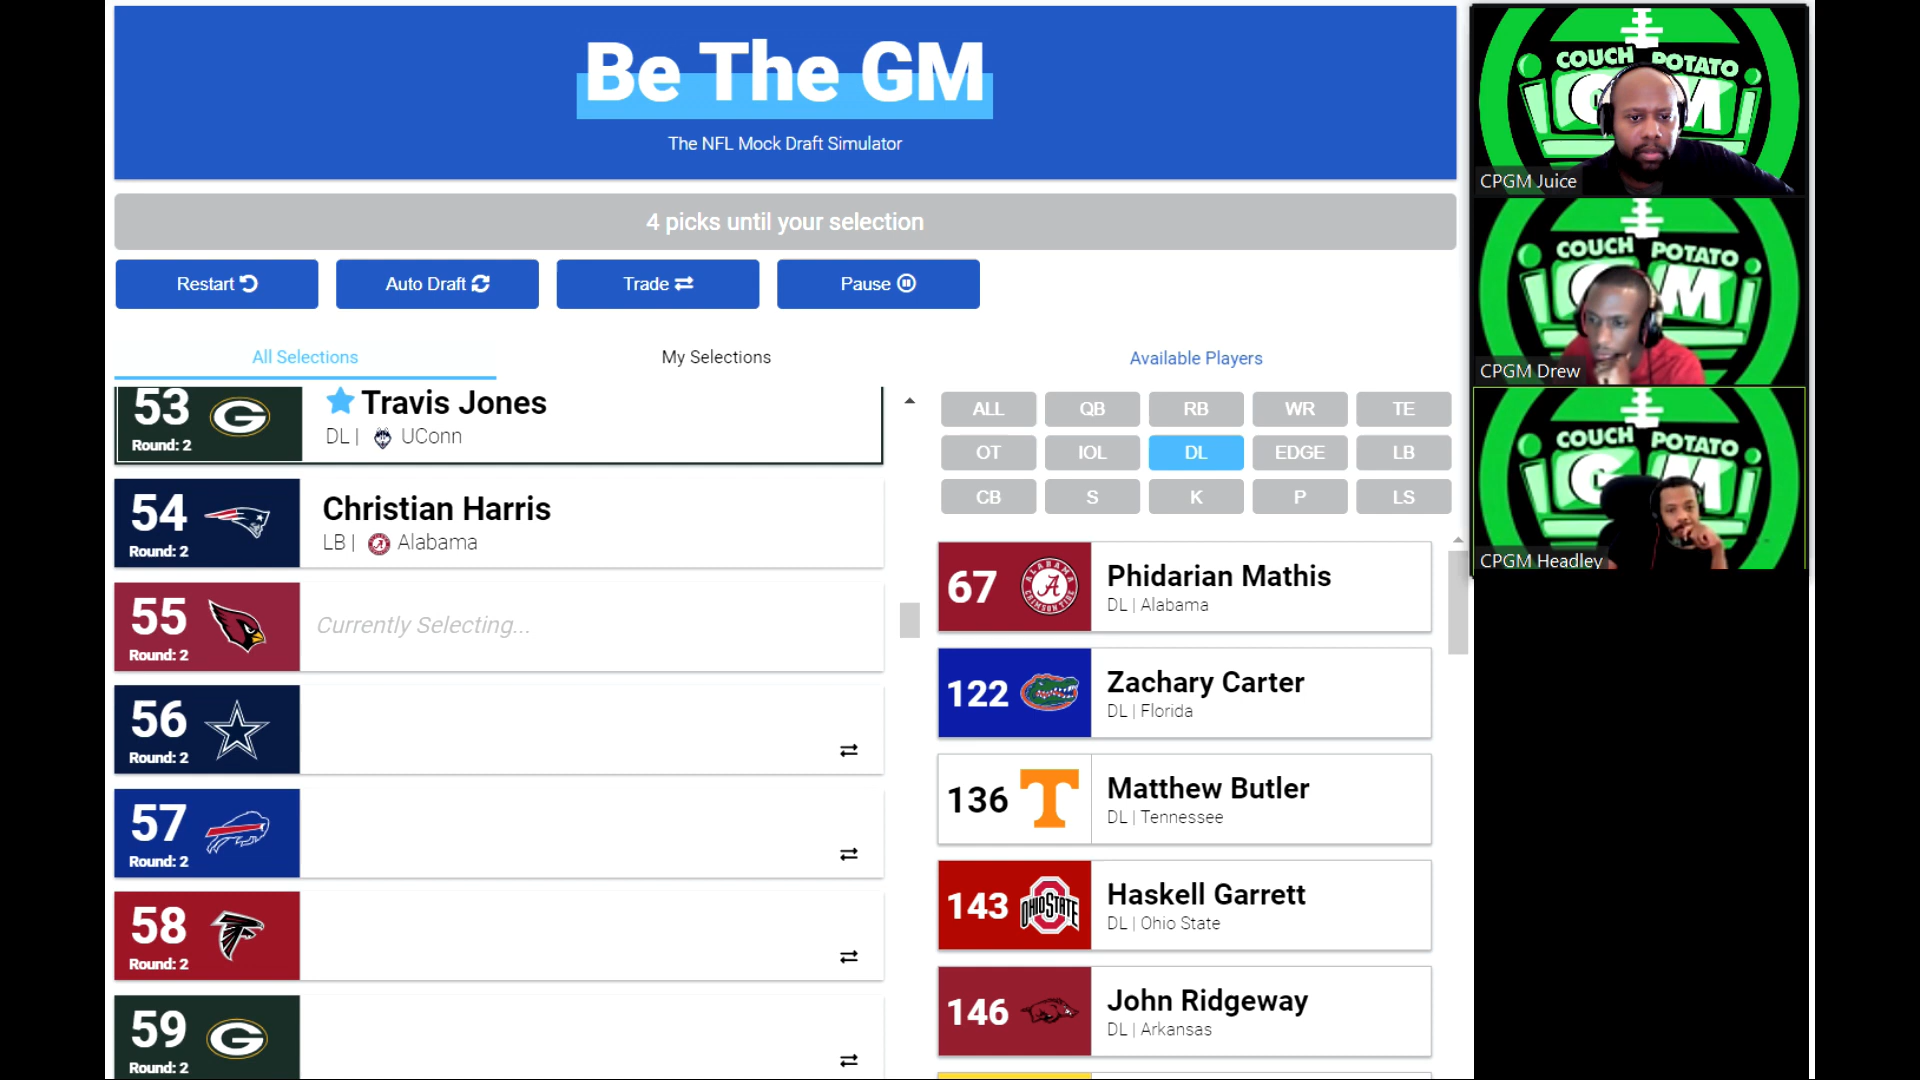 Be The GM
The NFL Mock Draft Simulator
4 picks until your selection
Restart
Auto Draft
Trade
Pause
All Selections
My Selections
53
Round: 2
Travis Jones
DL | UConn
54
Round: 2
Christian Harris
LB | Alabama
55
Round: 2
Currently Selecting...
56
Round: 2
57
Round: 2
58
Round: 2
59
Round: 2
Available Players
ALL QB RB WR TE
OT IOL DL EDGE LB
CB S K P LS
67
Phidarian Mathis
DL | Alabama
122
Zachary Carter
DL | Florida
136
Matthew Butler
DL | Tennessee
143
OHIO STATE
Haskell Garrett
DL | Ohio State
146
John Ridgeway
DL | Arkansas
COUCH POTATO
GM
CPGM Juice
COUCH POTATO
GM
CPGM Drew
COUCH POTATO
GM
CPGM Headley